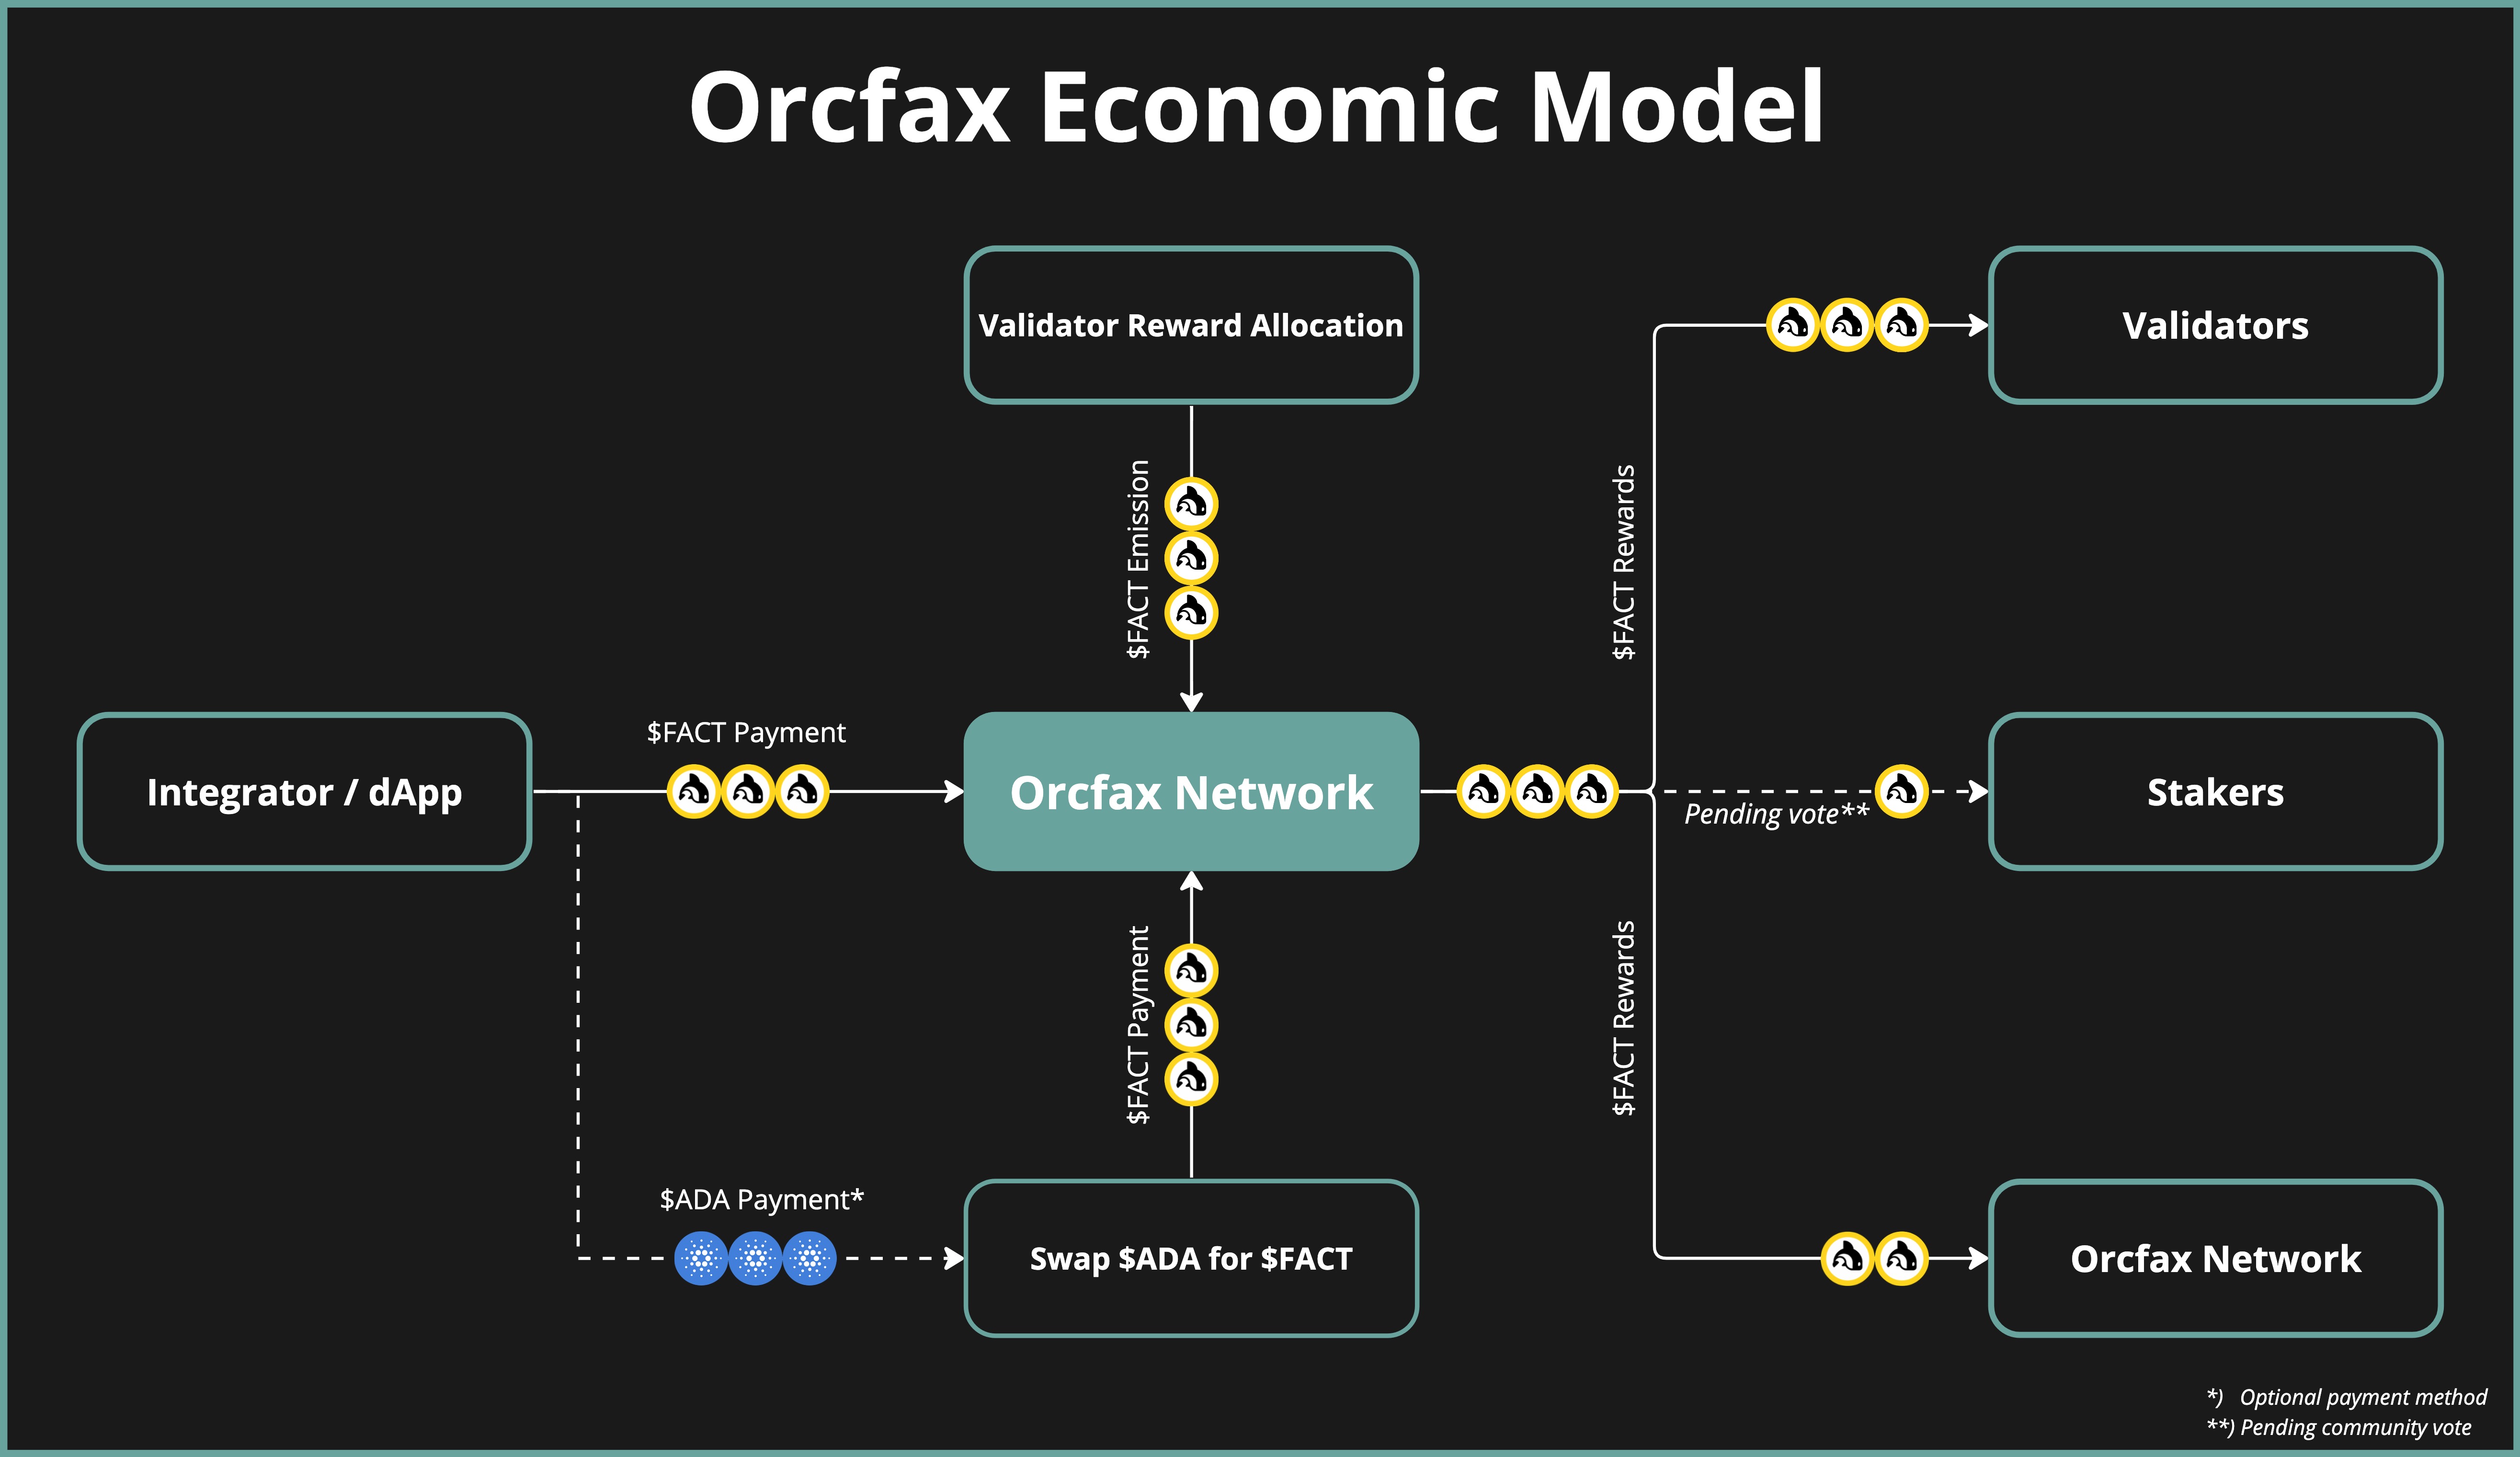 Orcfax Economic Model
Validator Reward Allocation
Validators
$FACT Emission
$FACT Rewards
$FACT Payment
Integrator / dApp
Orcfax Network
Pending vote**
Stakers
$FACT Payment
$FACT Rewards
$ADA Payment*
Swap $ADA for $FACT
Orcfax Network
*) Optional payment method
**) Pending community vote